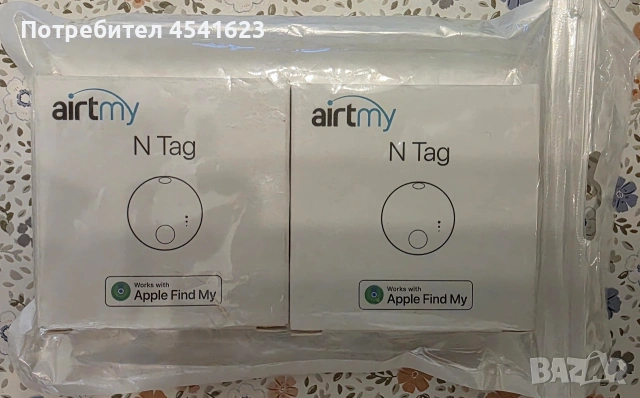 Потребител 4541623
airtmy
N Tag
Works with
Apple Find My
airtmy
N Tag
Works with
Apple Find My
BAZAR